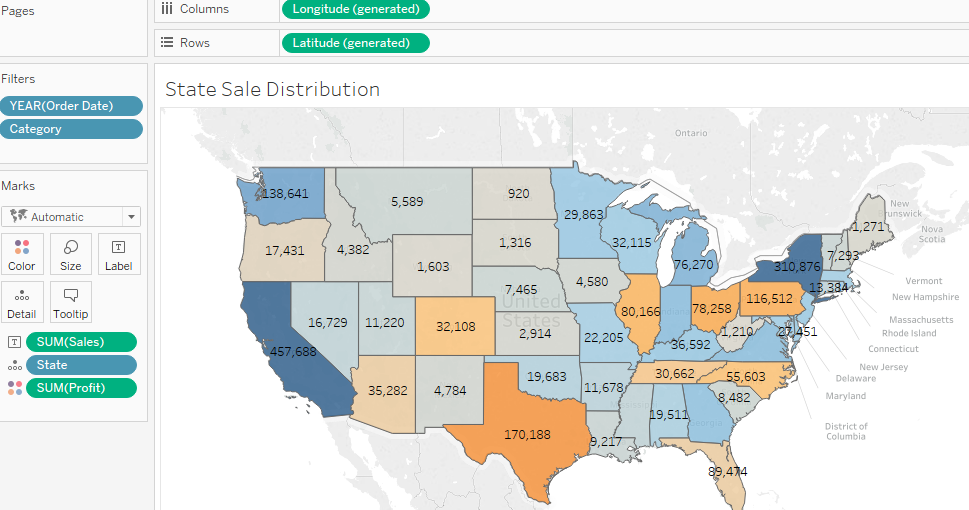 Pages
Columns
Longitude (generated)
Rows
Latitude (generated)
Filters
YEAR(Order Date)
Category
Marks
Automatic
Color
Size
Label
Detail
Tooltip
SUM(Sales)
State
SUM(Profit)
State Sale Distribution
Ontario
138,641
5,589
920
29,863
New
Brunswick
1,271
Nova
Scotia
17,431
4,382
1,316
32,115
7,293
1,603
76,270
310,876
4,580
7,465
13,384
Vermont
New Hampshire
United
States
116,512
16,729
11,220
32,108
2,914
80,166
78,258
Massachusetts
Rhode Island
1,210
27,451
457,688
22,205
36,592
Connecticut
New Jersey
30,662
Delaware
35,282
4,784
19,683
11,678
55,603
8,482
Maryland
19,511
District of
Columbia
170,188
9,217
89,474